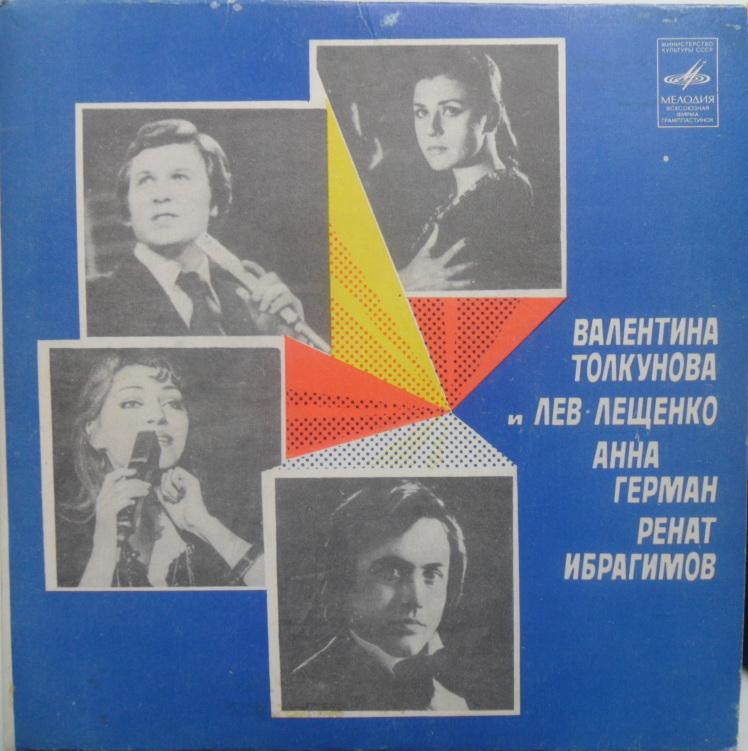 МИНИСТЕРСТВО
КУЛЬТУРЫ СССР
МЕЛОДИЯ
ВСЕСОЮЗНАЯ
ФИРМА
ГРАМПЛАСТИНОК
ВАЛЕНТИНА
ТОЛКУНОВА
и ЛЕВ ЛЕЩЕНКО
АННА
ГЕРМАН
РЕНАТ
ИБРАГИМОВ